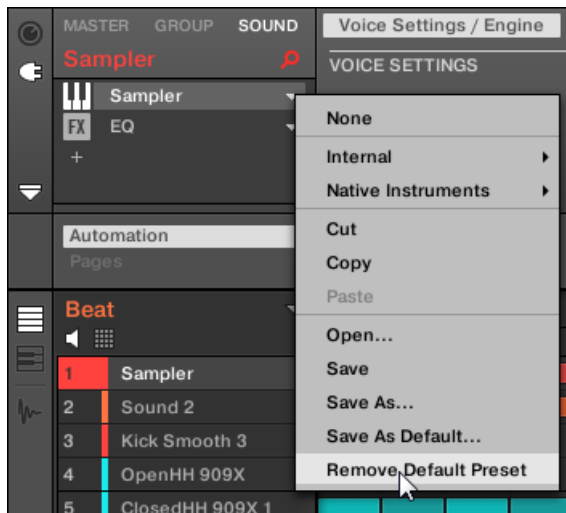 MASTER GROUP SOUND
Sampler
Sampler
FX EQ
+
Automation
Pages
Beat
1 Sampler
2 Sound 2
3 Kick Smooth 3
4 OpenHH 909X
5 ClosedHH 909X 1
Voice Settings / Engine
VOICE SETTINGS
None
Internal
Native Instruments
Cut
Copy
Paste
Open...
Save
Save As...
Save As Default...
Remove Default Preset